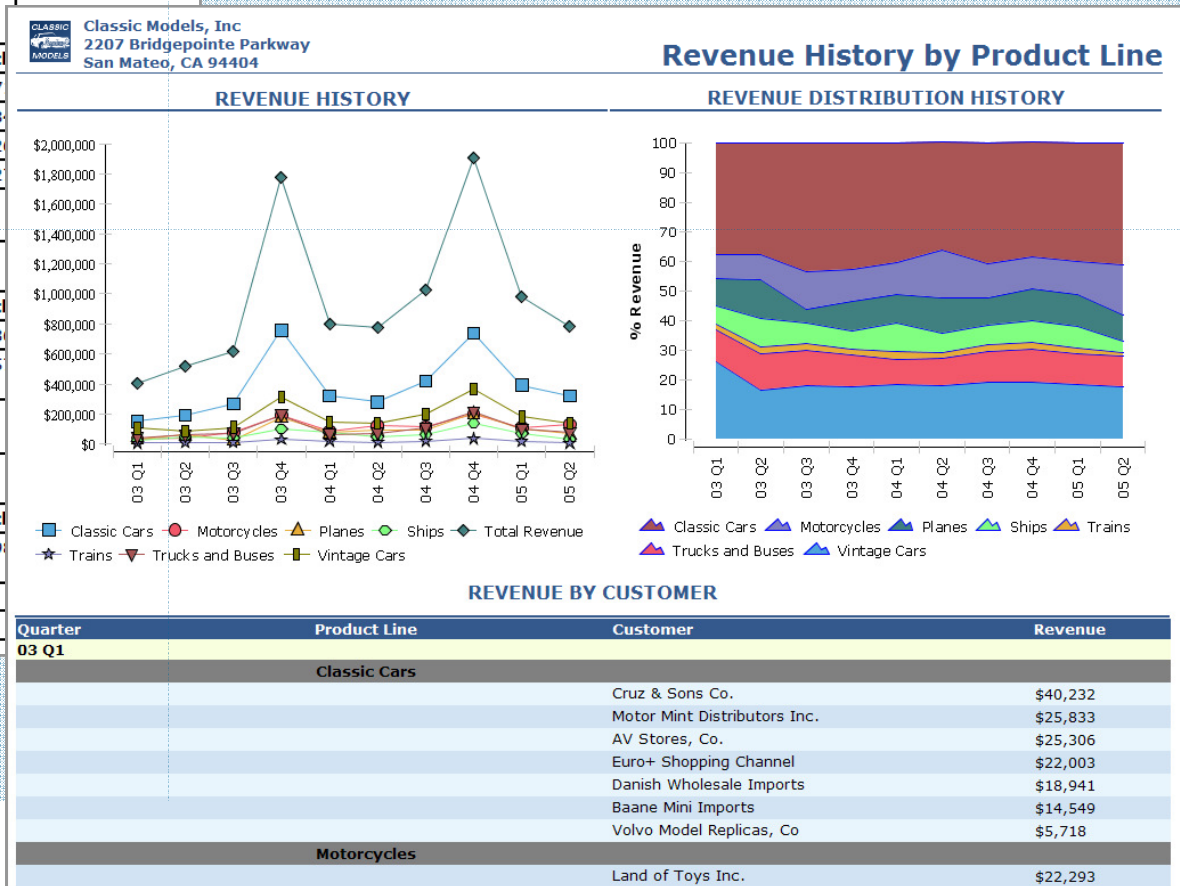 CLASSIC
MODELS
Classic Models, Inc
2207 Bridgepointe Parkway
San Mateo, CA 94404
Revenue History by Product Line
REVENUE HISTORY
$2,000,000
$1,800,000
$1,600,000
$1,400,000
$1,200,000
$1,000,000
$800,000
$600,000
$400,000
$200,000
$0
03 Q1
03 Q2
03 Q3
03 Q4
04 Q1
04 Q2
04 Q3
04 Q4
05 Q1
05 Q2
Classic Cars Motorcycles Planes Ships Total Revenue
Trains Trucks and Buses Vintage Cars
REVENUE DISTRIBUTION HISTORY
% Revenue
100
90
80
70
60
50
40
30
20
10
0
03 Q1
03 Q2
03 Q3
03 Q4
04 Q1
04 Q2
04 Q3
04 Q4
05 Q1
05 Q2
Classic Cars Motorcycles Planes Ships Trains
Trucks and Buses Vintage Cars
REVENUE BY CUSTOMER
Quarter Product Line Customer Revenue
03 Q1
Classic Cars
Cruz & Sons Co. $40,232
Motor Mint Distributors Inc. $25,833
AV Stores, Co. $25,306
Euro+ Shopping Channel $22,003
Danish Wholesale Imports $18,941
Baane Mini Imports $14,549
Volvo Model Replicas, Co $5,718
Motorcycles
Land of Toys Inc. $22,293